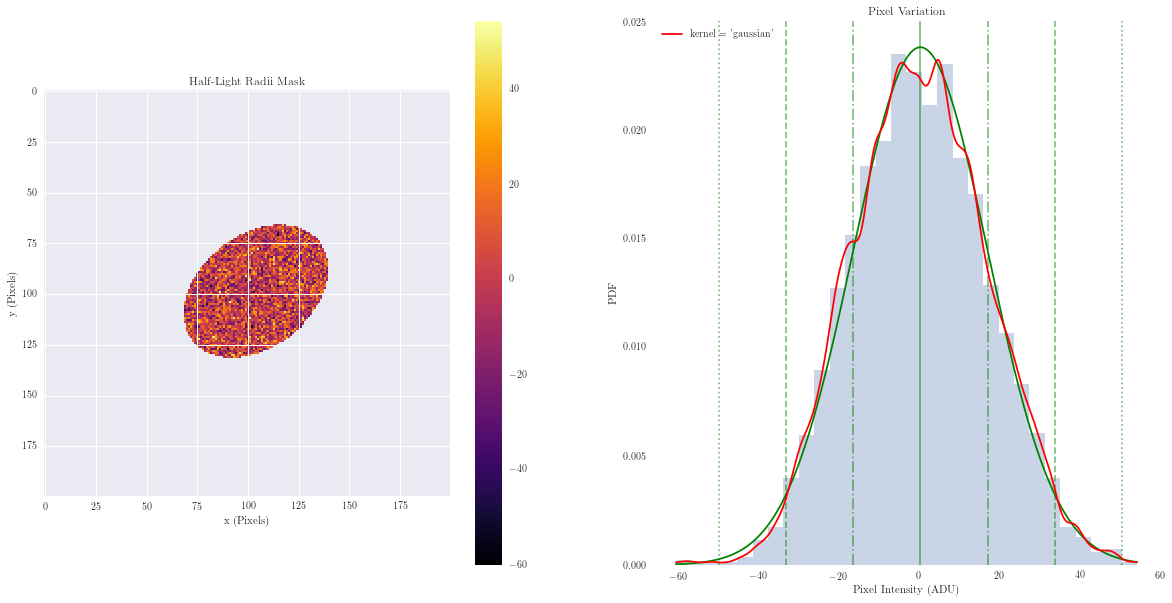 Half-Light Radii Mask
0
25
50
75
100
125
150
175
y (Pixels)
0 25 50 75 100 125 150 175
x (Pixels)
40
20
0
−20
−40
−60
Pixel Variation
kernel = 'gaussian'
0.025
0.020
0.015
0.010
0.005
0.000
PDF
−60 −40 −20 0 20 40 60
Pixel Intensity (ADU)